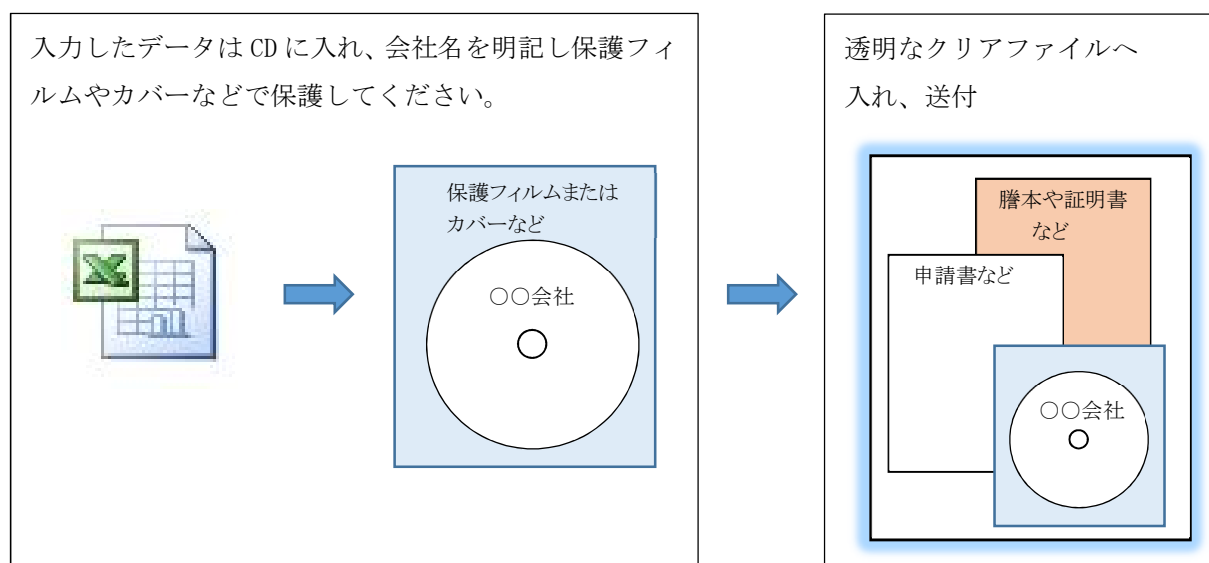 入力したデータは CD に入れ、会社名を明記し保護フィ
ルムやカバーなどで保護してください。
保護フィルムまたは
カバーなど
○○会社
透明なクリアファイルへ
入れ、送付
謄本や証明書
など
申請書など
○○会社